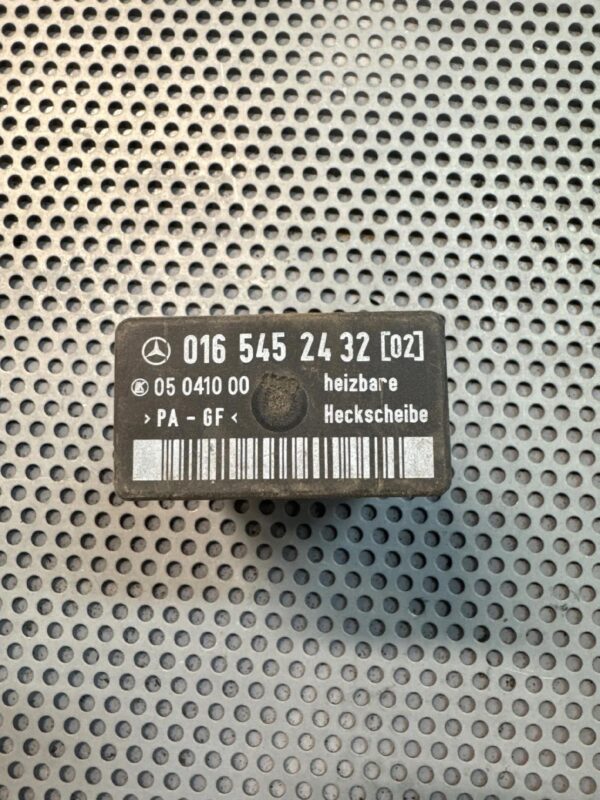 016 545 24 32 [02]
05 0410 00 heizbare
>PA - GF< Heckscheibe